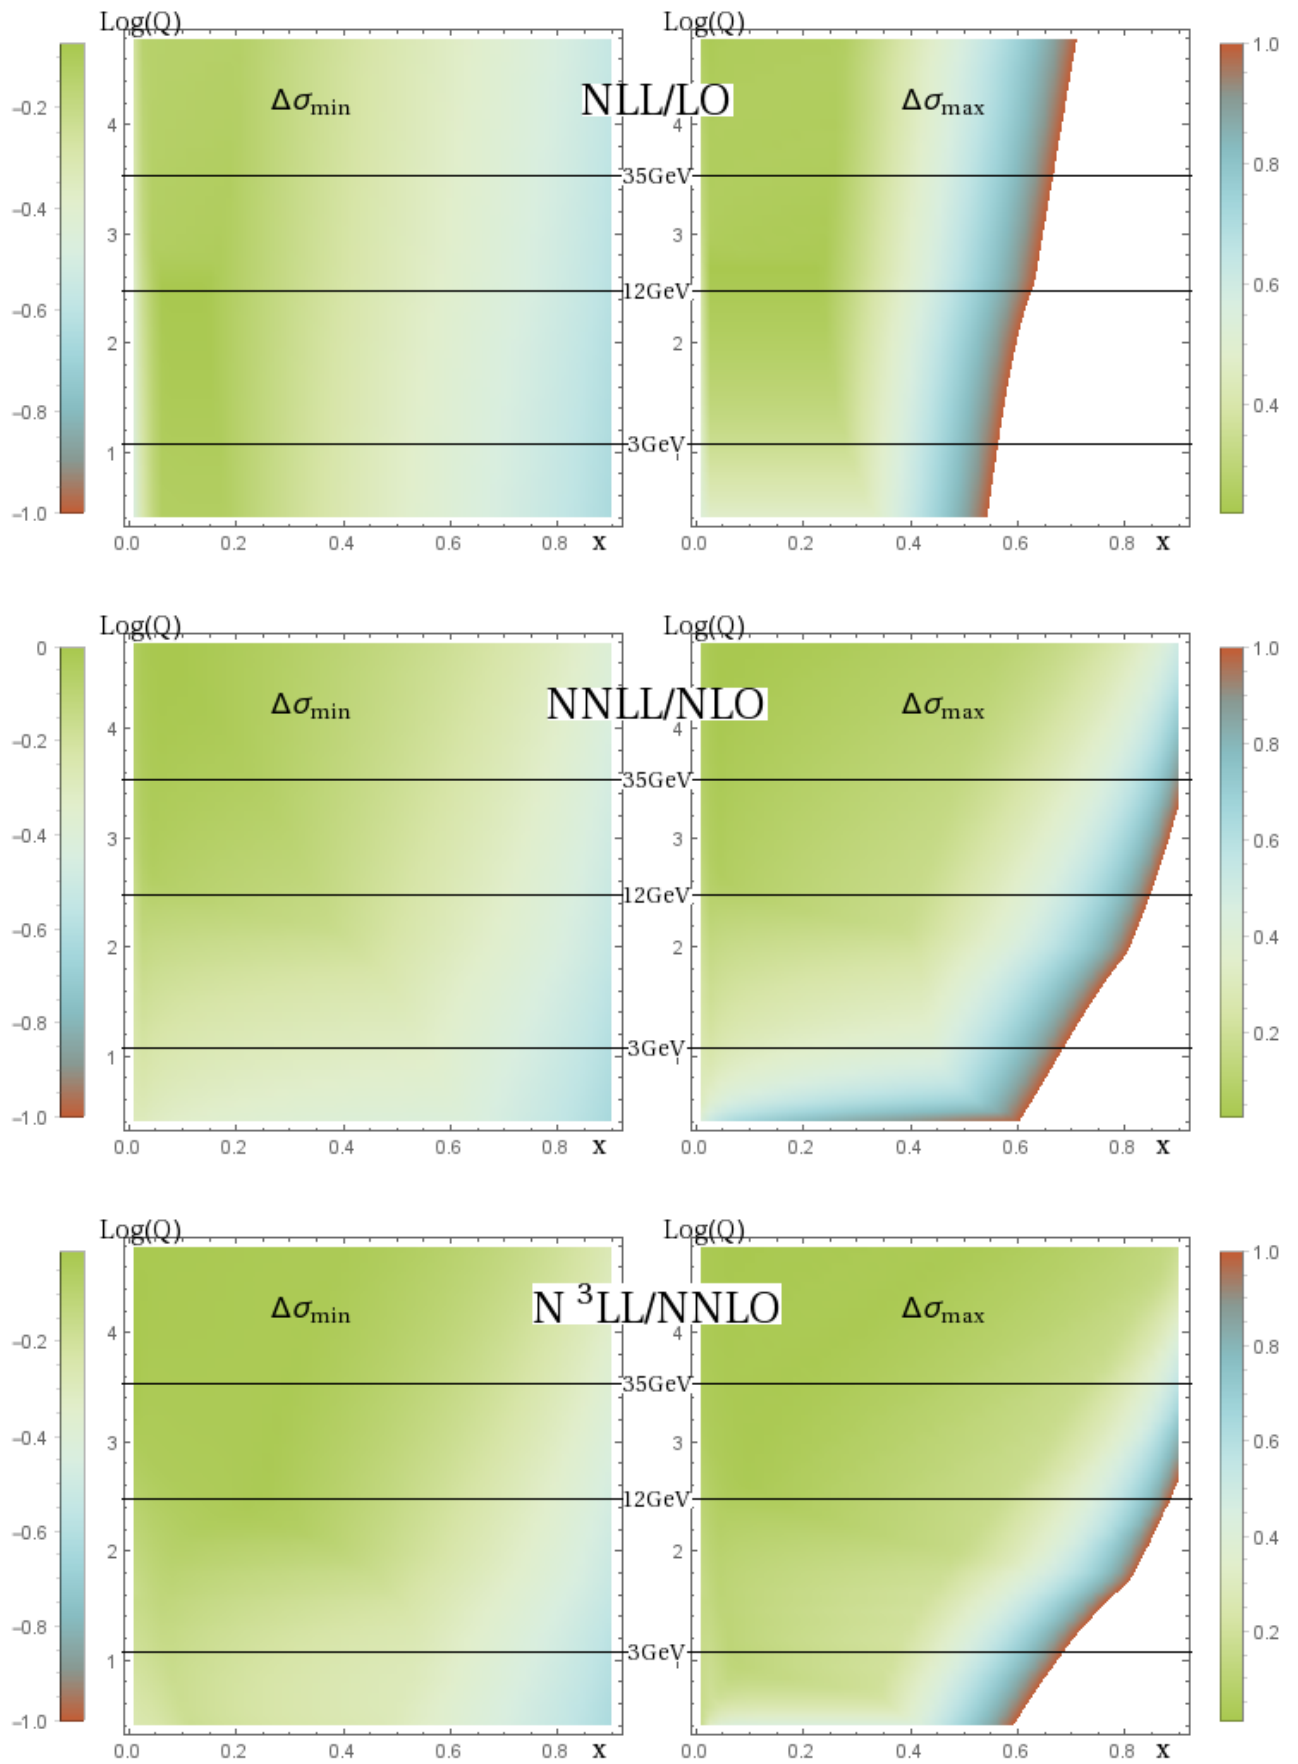 Log(Q) Log(Q)
1.0
-0.2 Δσmin NLL/LO Δσmax
4 4
0.8
35GeV
-0.4
3 3
12GeV
-0.6 0.6
2 2
-0.8 0.4
3GeV
1 1
-1.0
0.0 0.2 0.4 0.6 0.8 x 0.0 0.2 0.4 0.6 0.8 x
Log(Q) Log(Q)
0 1.0
Δσmin NNLL/NLO Δσmax
-0.2 4 4 0.8
35GeV
-0.4 3 3 0.6
12GeV
-0.6 2 2 0.4
-0.8 0.2
3GeV
1 1
-1.0
0.0 0.2 0.4 0.6 0.8 x 0.0 0.2 0.4 0.6 0.8 x
Log(Q) Log(Q)
1.0
Δσmin N ³LL/NNLO Δσmax
-0.2 4 4 0.8
35GeV
-0.4 3 3 0.6
12GeV
-0.6 2 2 0.4
-0.8 0.2
3GeV
1 1
-1.0
0.0 0.2 0.4 0.6 0.8 x 0.0 0.2 0.4 0.6 0.8 x